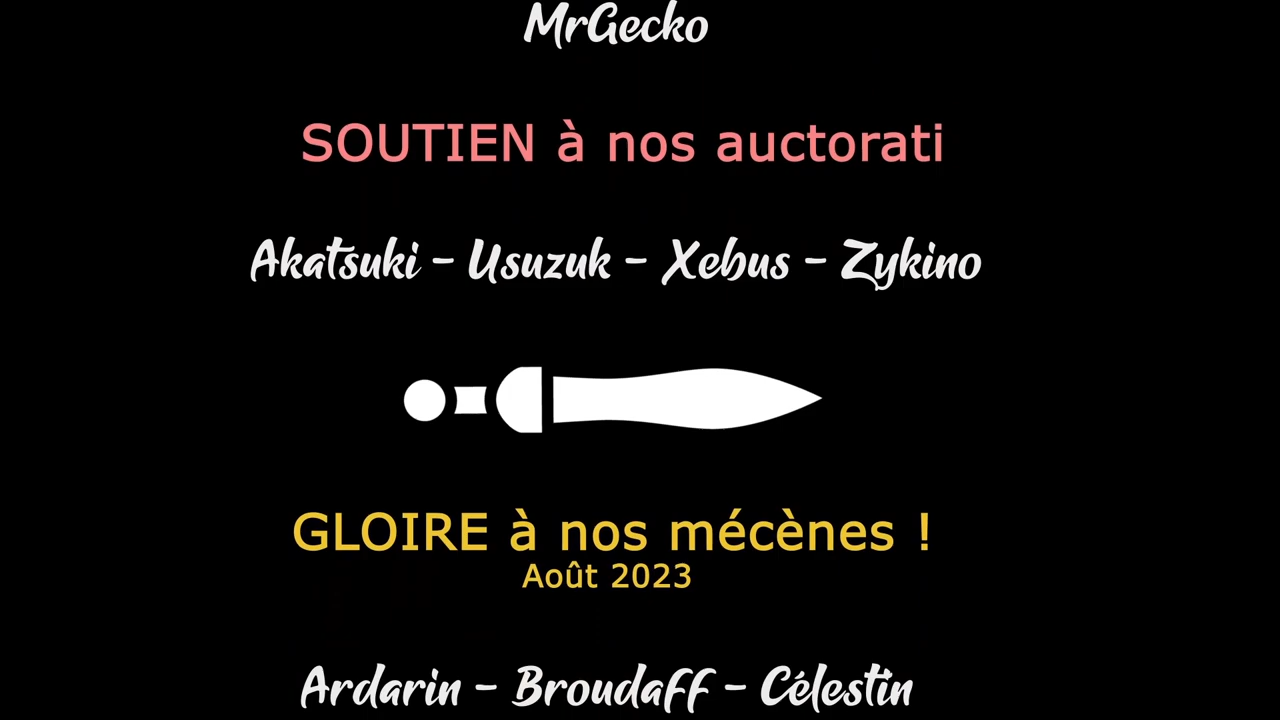 MrGecko
SOUTIEN à nos auctorati
Akatsuki - Usuzuk - Xebus - Zykino
GLOIRE à nos mécènes !
Août 2023
Ardarin - Broudaff - Célestin